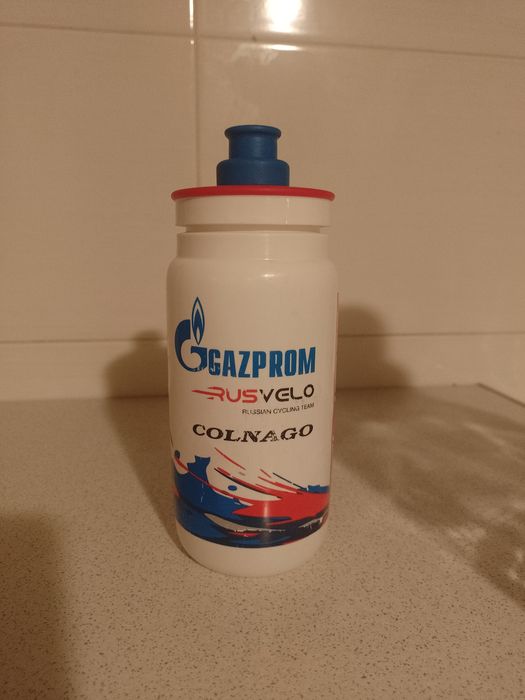 GAZPROM
RUSVELO
RUSSIAN CYCLING TEAM
COLNAGO